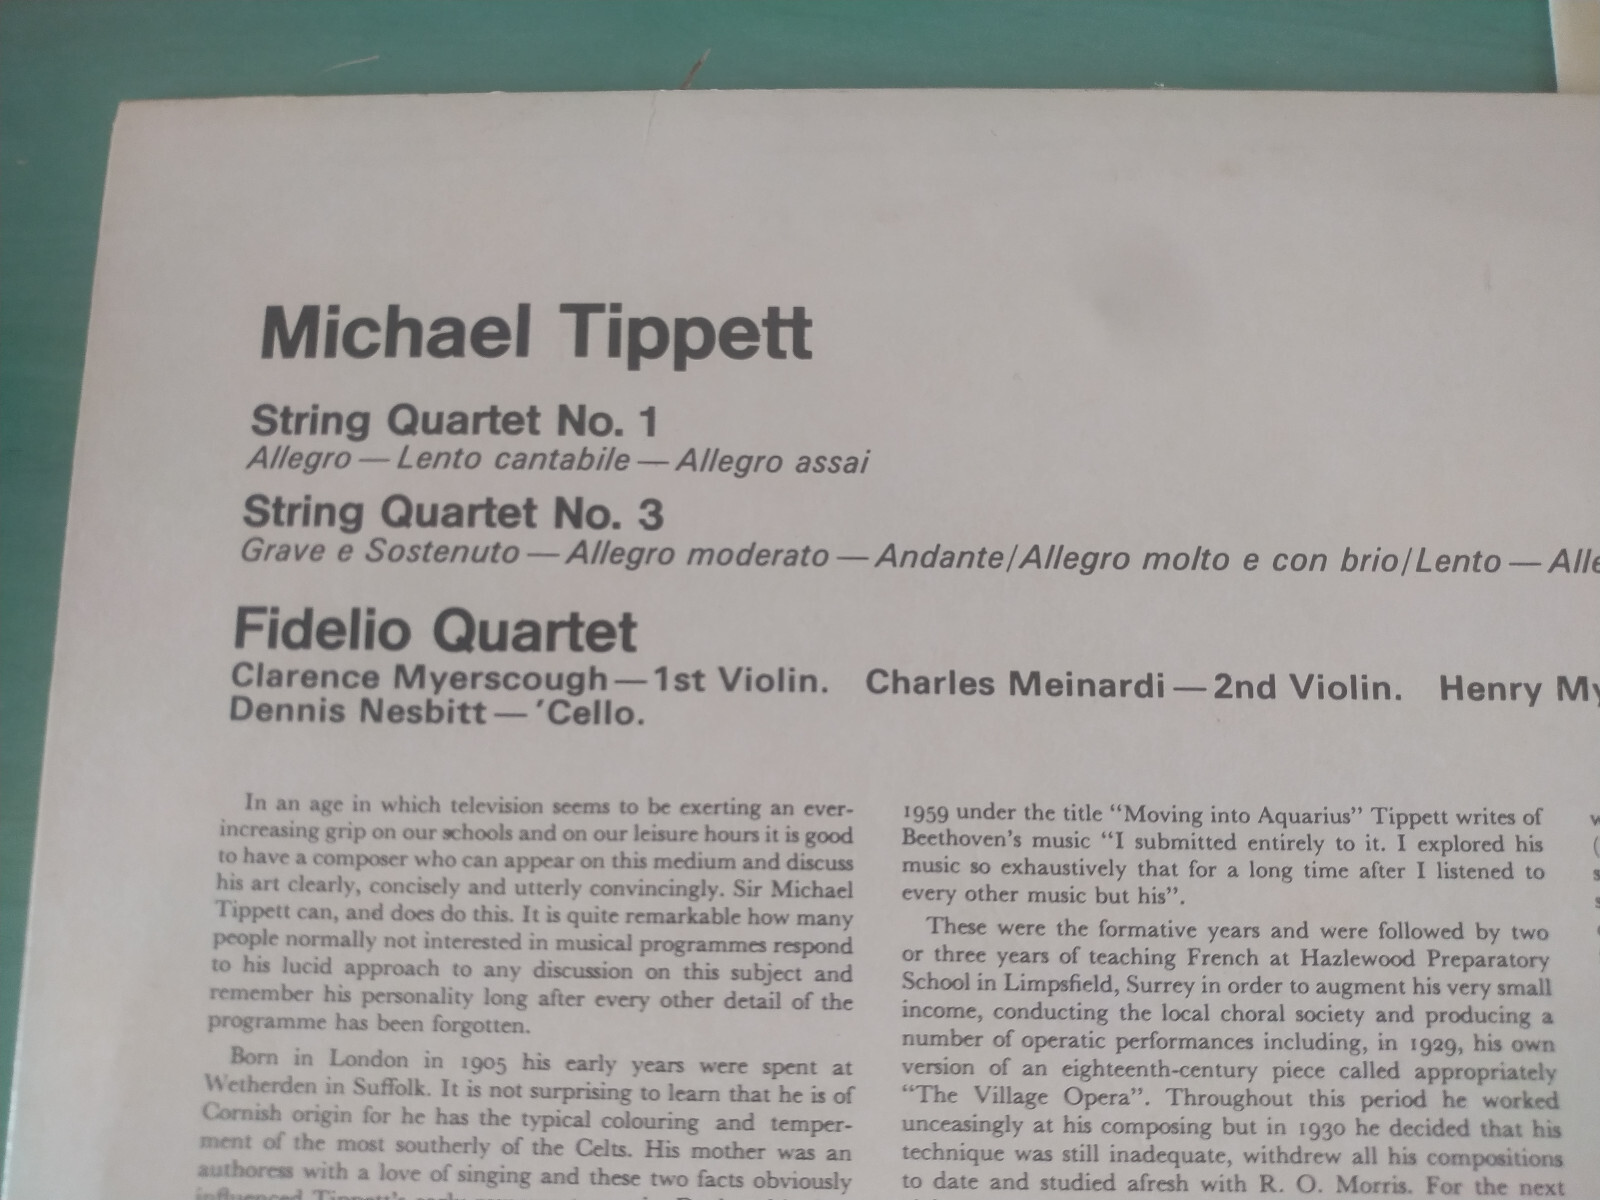 Michael Tippett
String Quartet No. 1
Allegro — Lento cantabile — Allegro assai
String Quartet No. 3
Grave e Sostenuto — Allegro moderato — Andante/Allegro molto e con brio/Lento —
Fidelio Quartet
Clarence Myerscough — 1st Violin. Charles Meinardi — 2nd Violin. Henry
Dennis Nesbitt — 'Cello.
In an age in which television seems to be exerting an ever-
increasing grip on our schools and on our leisure hours it is good
to have a composer who can appear on this medium and discuss
his art clearly, concisely and utterly convincingly. Sir Michael
Tippett can, and does do this. It is quite remarkable how many
people normally not interested in musical programmes respond
to his lucid approach to any discussion on this subject and
remember his personality long after every other detail of the
programme has been forgotten.
Born in London in 1905 his early years were spent at
Wetherden in Suffolk. It is not surprising to learn that he is of
Cornish origin for he has the typical colouring and temper-
ment of the most southerly of the Celts. His mother was an
authoress with a love of singing and these two facts obviously
influenced Tippett's early
1959 under the title "Moving into Aquarius" Tippett writes of
Beethoven's music "I submitted entirely to it. I explored his
music so exhaustively that for a long time after I listened to
every other music but his".
These were the formative years and were followed by two
or three years of teaching French at Hazlewood Preparatory
School in Limpsfield, Surrey in order to augment his very small
income, conducting the local choral society and producing a
number of operatic performances including, in 1929, his own
version of an eighteenth-century piece called appropriately
"The Village Opera". Throughout this period he worked
unceasingly at his composing but in 1930 he decided that his
technique was still inadequate, withdrew all his compositions
to date and studied afresh with R. O. Morris. For the next